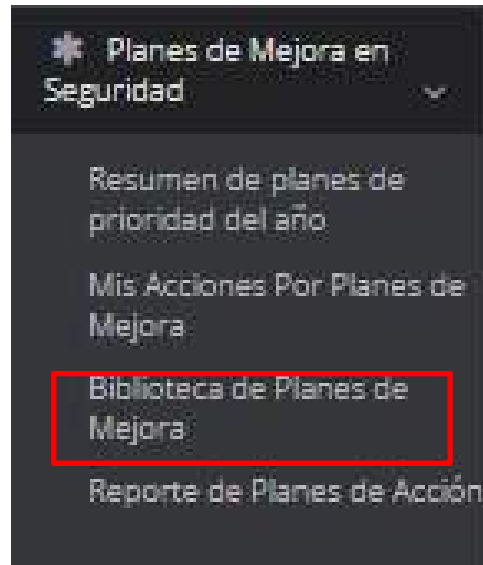 Planes de Mejora en
Seguridad
Resumen de planes de
prioridad del año
Mis Acciones Por Planes de
Mejora
Biblioteca de Planes de
Mejora
Reporte de Planes de Acción